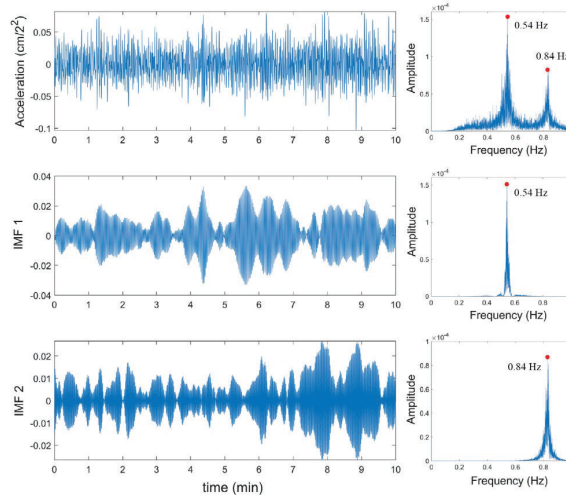 Acceleration (cm/2²)
0.05
0
-0.05
-0.1
0 1 2 3 4 5 6 7 8 9 10
×10⁻⁴
1.5
1
0.5
0
Amplitude
0.54 Hz
0.84 Hz
0 0.2 0.4 0.6 0.8
Frequency (Hz)
IMF 1
0.04
0.02
0
-0.02
-0.04
0 1 2 3 4 5 6 7 8 9 10
×10⁻⁴
1.5
1
0.5
0
Amplitude
0.54 Hz
0 0.2 0.4 0.6 0.8
Frequency (Hz)
IMF 2
0.02
0.01
0
-0.01
-0.02
0 1 2 3 4 5 6 7 8 9 10
time (min)
×10⁻⁴
1
0.8
0.6
0.4
0.2
0
Amplitude
0.84 Hz
0 0.2 0.4 0.6 0.8
Frequency (Hz)